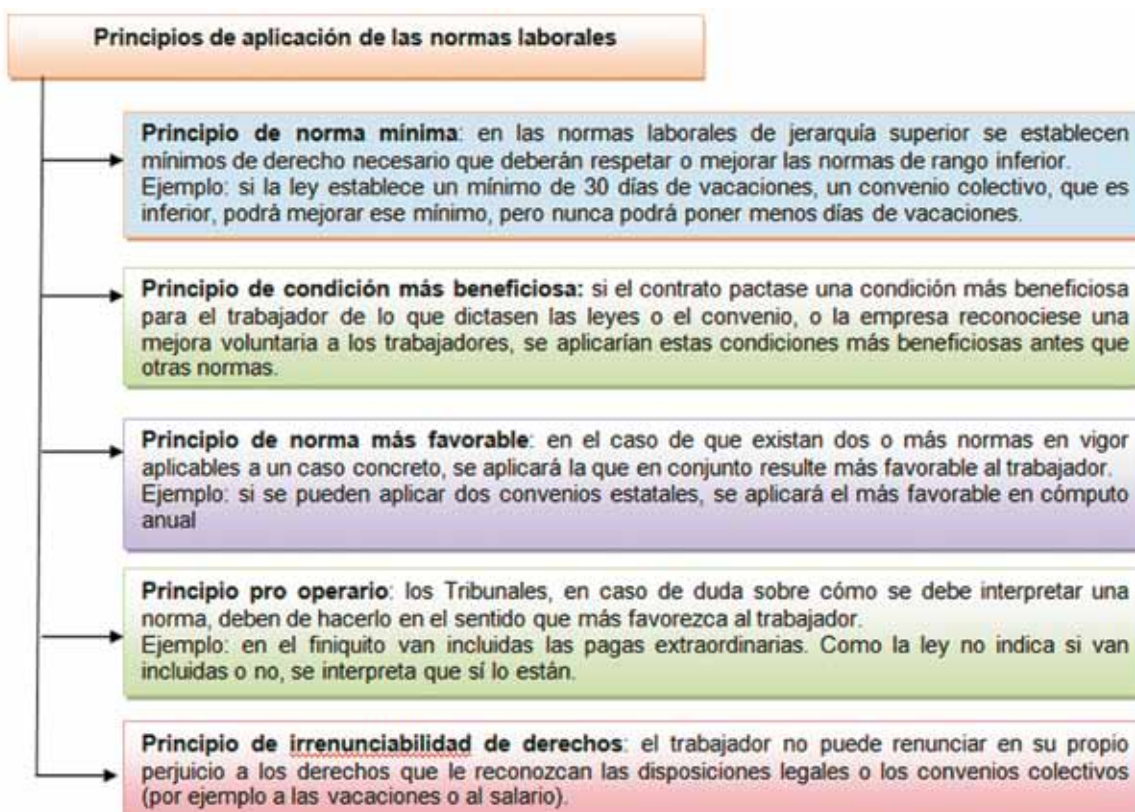 Principios de aplicación de las normas laborales
Principio de norma mínima: en las normas laborales de jerarquía superior se establecen
mínimos de derecho necesario que deberán respetar o mejorar las normas de rango inferior.
Ejemplo: si la ley establece un mínimo de 30 días de vacaciones, un convenio colectivo, que es
inferior, podrá mejorar ese mínimo, pero nunca podrá poner menos días de vacaciones.
Principio de condición más beneficiosa: si el contrato pactase una condición más beneficiosa
para el trabajador de lo que dictasen las leyes o el convenio, o la empresa reconociese una
mejora voluntaria a los trabajadores, se aplicarían estas condiciones más beneficiosas antes que
otras normas.
Principio de norma más favorable: en el caso de que existan dos o más normas en vigor
aplicables a un caso concreto, se aplicará la que en conjunto resulte más favorable al trabajador.
Ejemplo: si se pueden aplicar dos convenios estatales, se aplicará el más favorable en cómputo
anual
Principio pro operario: los Tribunales, en caso de duda sobre cómo se debe interpretar una
norma, deben de hacerlo en el sentido que más favorezca al trabajador.
Ejemplo: en el finiquito van incluidas las pagas extraordinarias. Como la ley no indica si van
incluidas o no, se interpreta que sí lo están.
Principio de irrenunciabilidad de derechos: el trabajador no puede renunciar en su propio
perjuicio a los derechos que le reconozcan las disposiciones legales o los convenios colectivos
(por ejemplo a las vacaciones o al salario).